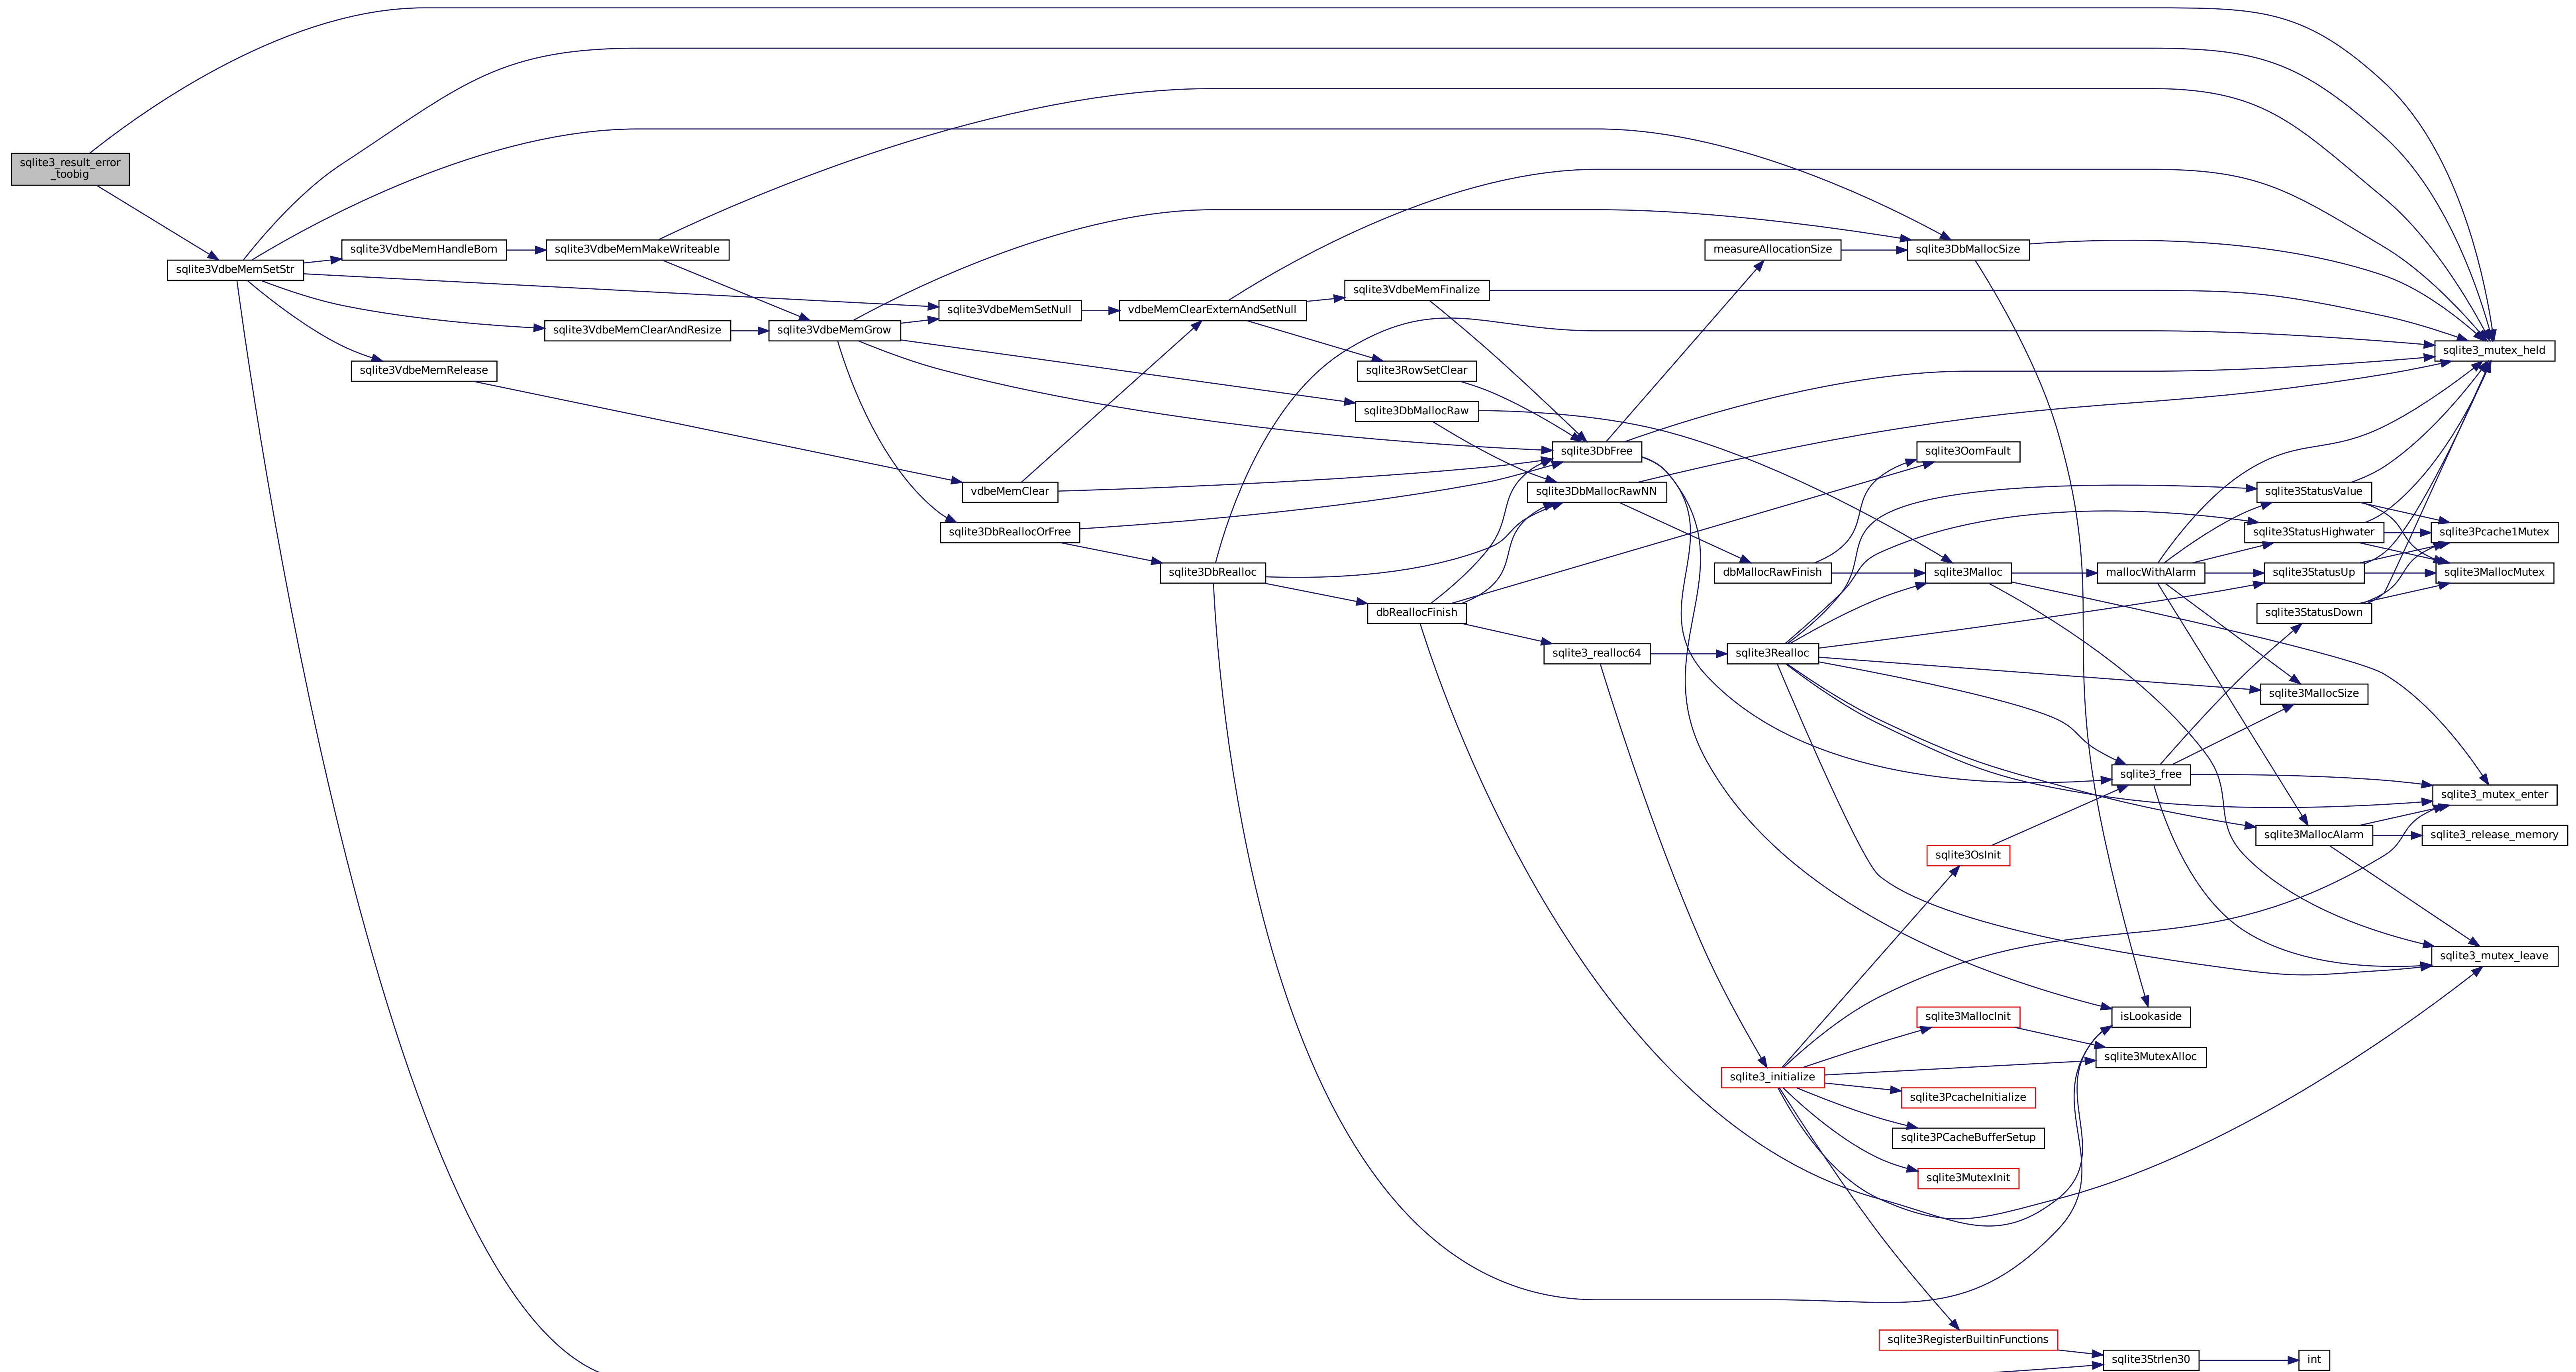 sqlite3_result_error
_toobig
sqlite3VdbeMemSetStr
sqlite3VdbeMemHandleBom
sqlite3VdbeMemRelease
sqlite3VdbeMemMakeWriteable
sqlite3VdbeMemClearAndResize
sqlite3VdbeMemGrow
sqlite3VdbeMemSetNull
vdbeMemClear
sqlite3DbReallocOrFree
vdbeMemClearExternAndSetNull
sqlite3DbRealloc
sqlite3VdbeMemFinalize
sqlite3RowSetClear
sqlite3DbMallocRaw
dbReallocFinish
sqlite3DbFree
sqlite3DbMallocRawNN
sqlite3_realloc64
measureAllocationSize
dbMallocRawFinish
sqlite3Realloc
sqlite3_initialize
sqlite3DbMallocSize
sqlite3OomFault
sqlite3Malloc
sqlite3OsInit
sqlite3MallocInit
sqlite3PcacheInitialize
sqlite3PCacheBufferSetup
sqlite3MutexInit
sqlite3RegisterBuiltinFunctions
mallocWithAlarm
sqlite3_free
isLookaside
sqlite3MutexAlloc
sqlite3Strlen30
sqlite3StatusValue
sqlite3StatusHighwater
sqlite3StatusUp
sqlite3StatusDown
sqlite3MallocSize
sqlite3MallocAlarm
int
sqlite3_mutex_held
sqlite3Pcache1Mutex
sqlite3MallocMutex
sqlite3_mutex_enter
sqlite3_release_memory
sqlite3_mutex_leave